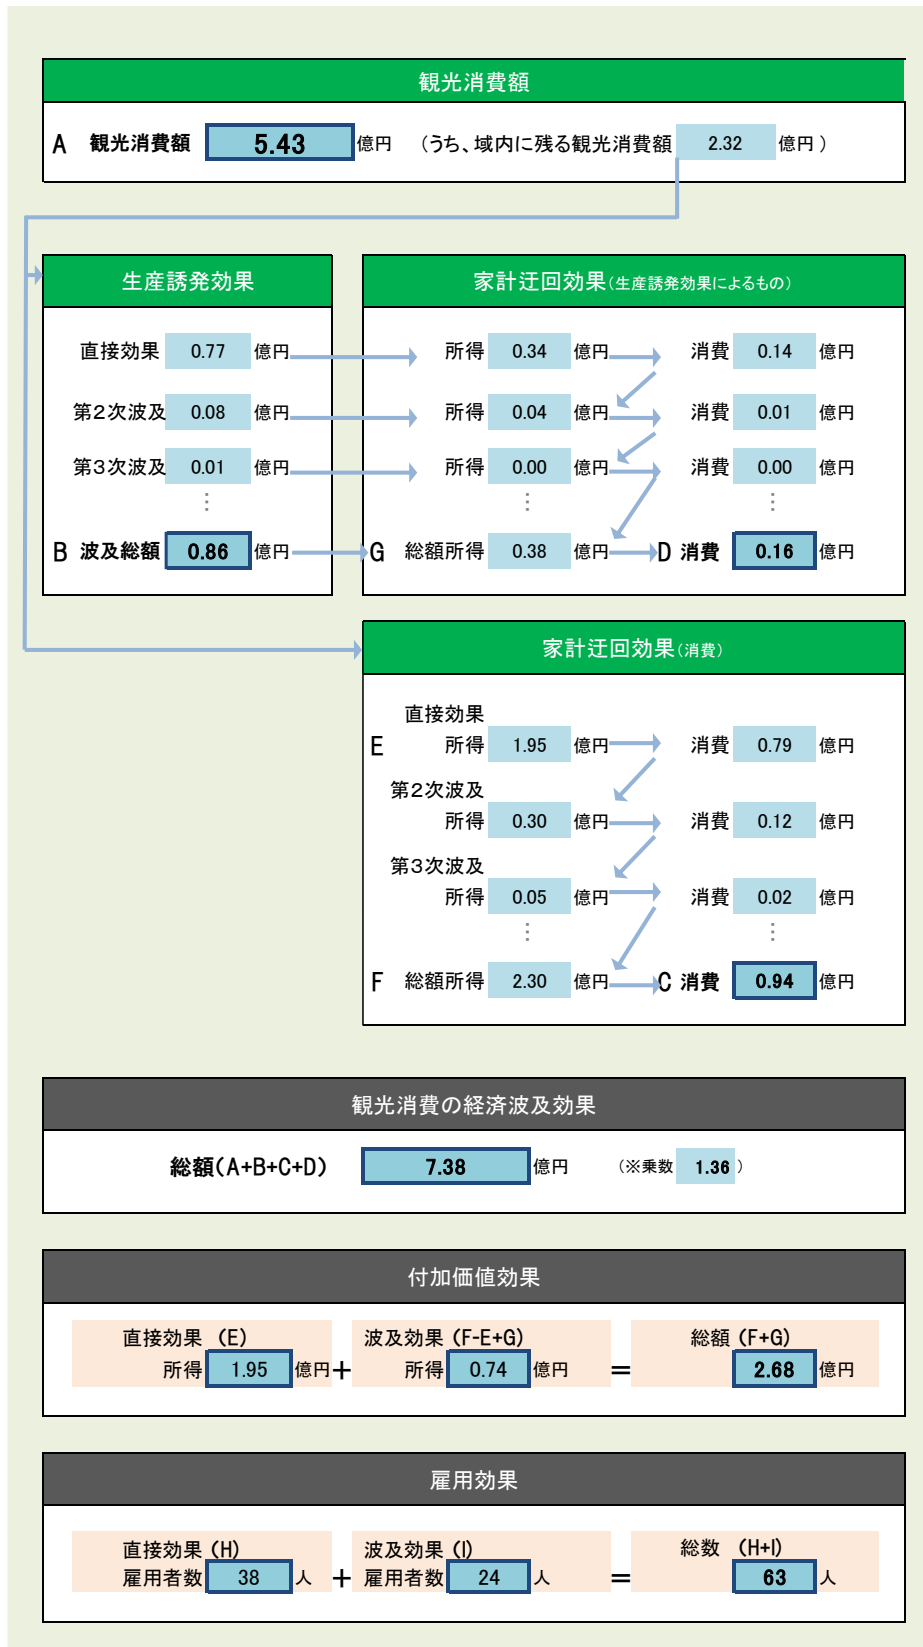 観光消費額
A 観光消費額 5.43 億円 (うち、域内に残る観光消費額 2.32 億円)
生産誘発効果
直接効果 0.77 億円
第2次波及 0.08 億円
第3次波及 0.01 億円
⋮
B 波及総額 0.86 億円
家計迂回効果(生産誘発効果によるもの)
所得 0.34 億円 消費 0.14 億円
所得 0.04 億円 消費 0.01 億円
所得 0.00 億円 消費 0.00 億円
⋮ ⋮
G 総額所得 0.38 億円 D 消費 0.16 億円
家計迂回効果(消費)
直接効果
E 所得 1.95 億円 消費 0.79 億円
第2次波及
所得 0.30 億円 消費 0.12 億円
第3次波及
所得 0.05 億円 消費 0.02 億円
⋮ ⋮
F 総額所得 2.30 億円 C 消費 0.94 億円
観光消費の経済波及効果
総額(A+B+C+D) 7.38 億円 (※乗数 1.36)
付加価値効果
直接効果 (E) 波及効果 (F-E+G) 総額 (F+G)
所得 1.95 億円 + 所得 0.74 億円 = 2.68 億円
雇用効果
直接効果 (H) 波及効果 (I) 総数 (H+I)
雇用者数 38 人 + 雇用者数 24 人 = 63 人